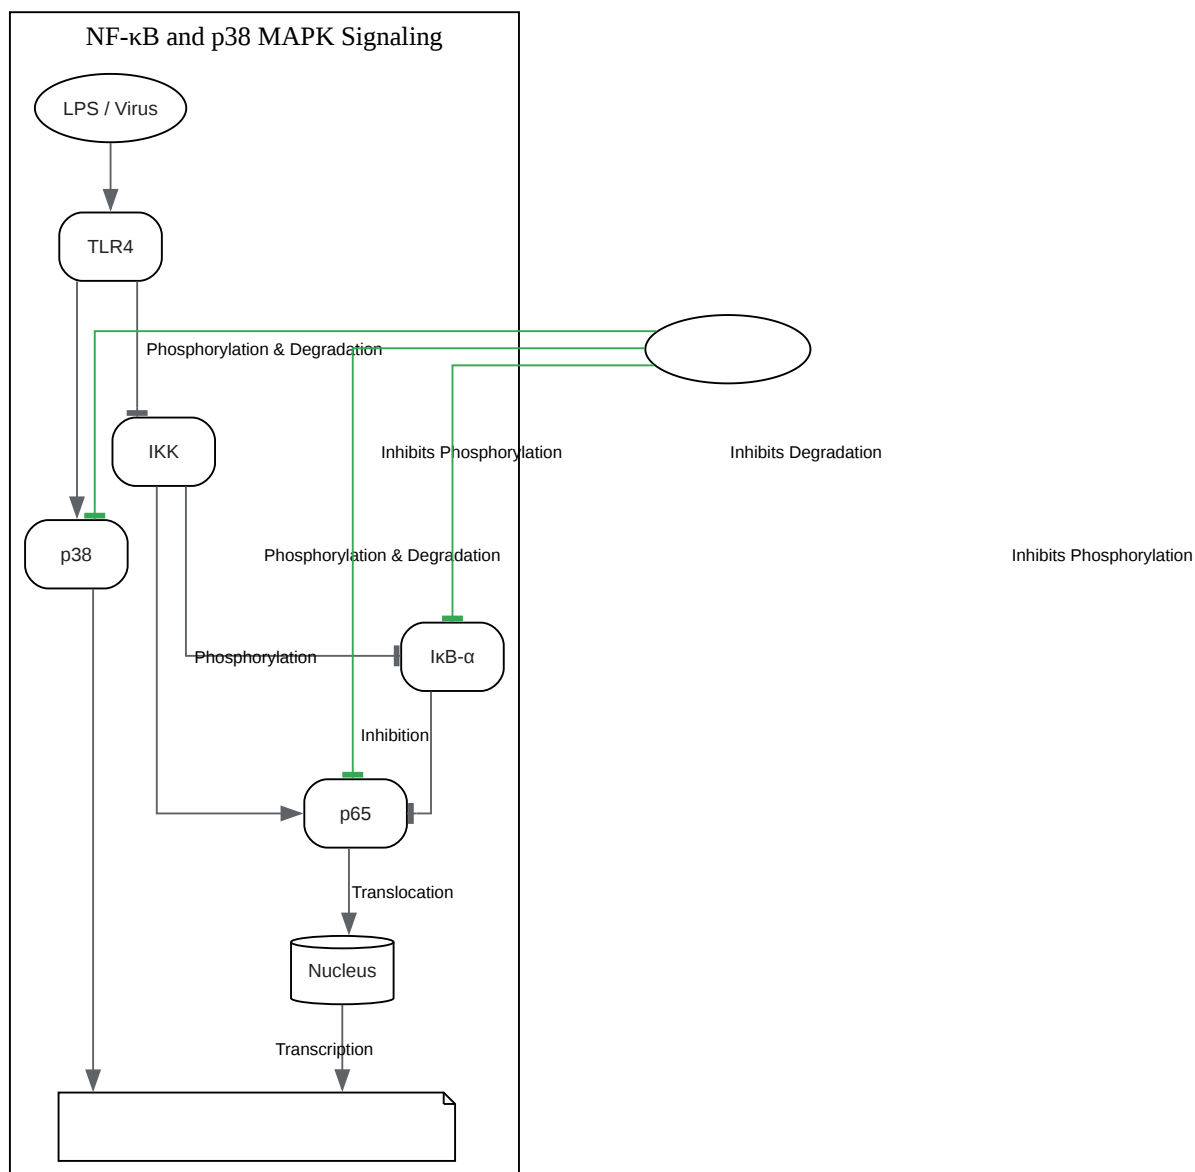 NF-κB and p38 MAPK Signaling
LPS / Virus
TLR4
Phosphorylation & Degradation
IKK
Inhibits Phosphorylation
Inhibits Degradation
p38
Phosphorylation & Degradation
Inhibits Phosphorylation
Phosphorylation
IκB-α
Inhibition
p65
Translocation
Nucleus
Transcription